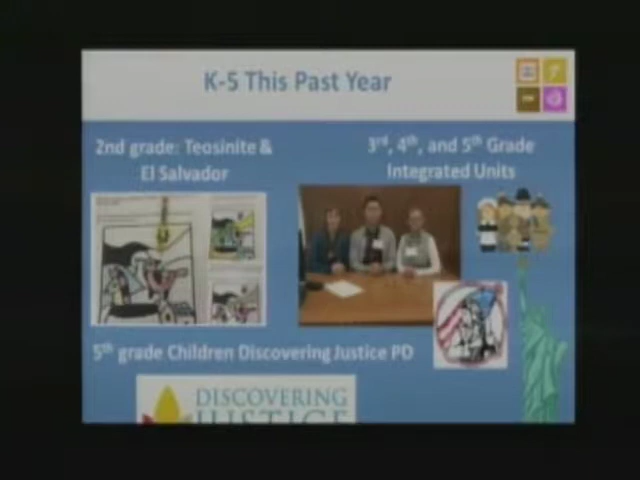 K-5 This Past Year
2nd grade: Teosinite &
El Salvador
3rd, 4th, and 5th Grade
Integrated Units
5th grade Children Discovering Justice PD
DISCOVERING
JUSTICE